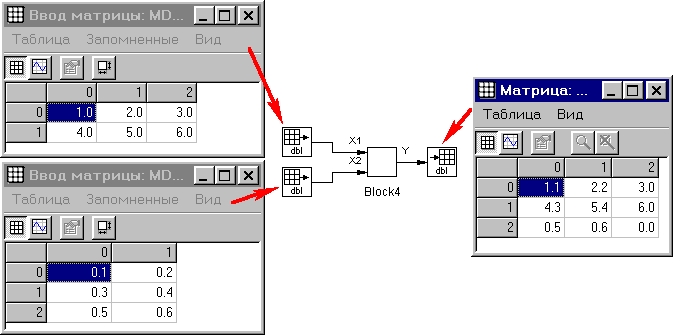 Ввод матрицы: MD...
Таблица Запомненные Вид
0 1 2
0 1.0 2.0 3.0
1 4.0 5.0 6.0
Ввод матрицы: MD...
Таблица Запомненные Вид
0 1
0 0.1 0.2
1 0.3 0.4
2 0.5 0.6
dbl
dbl
X1
X2
Block4
Y
dbl
Матрица: ...
Таблица Вид
0 1 2
0 1.1 2.2 3.0
1 4.3 5.4 6.0
2 0.5 0.6 0.0